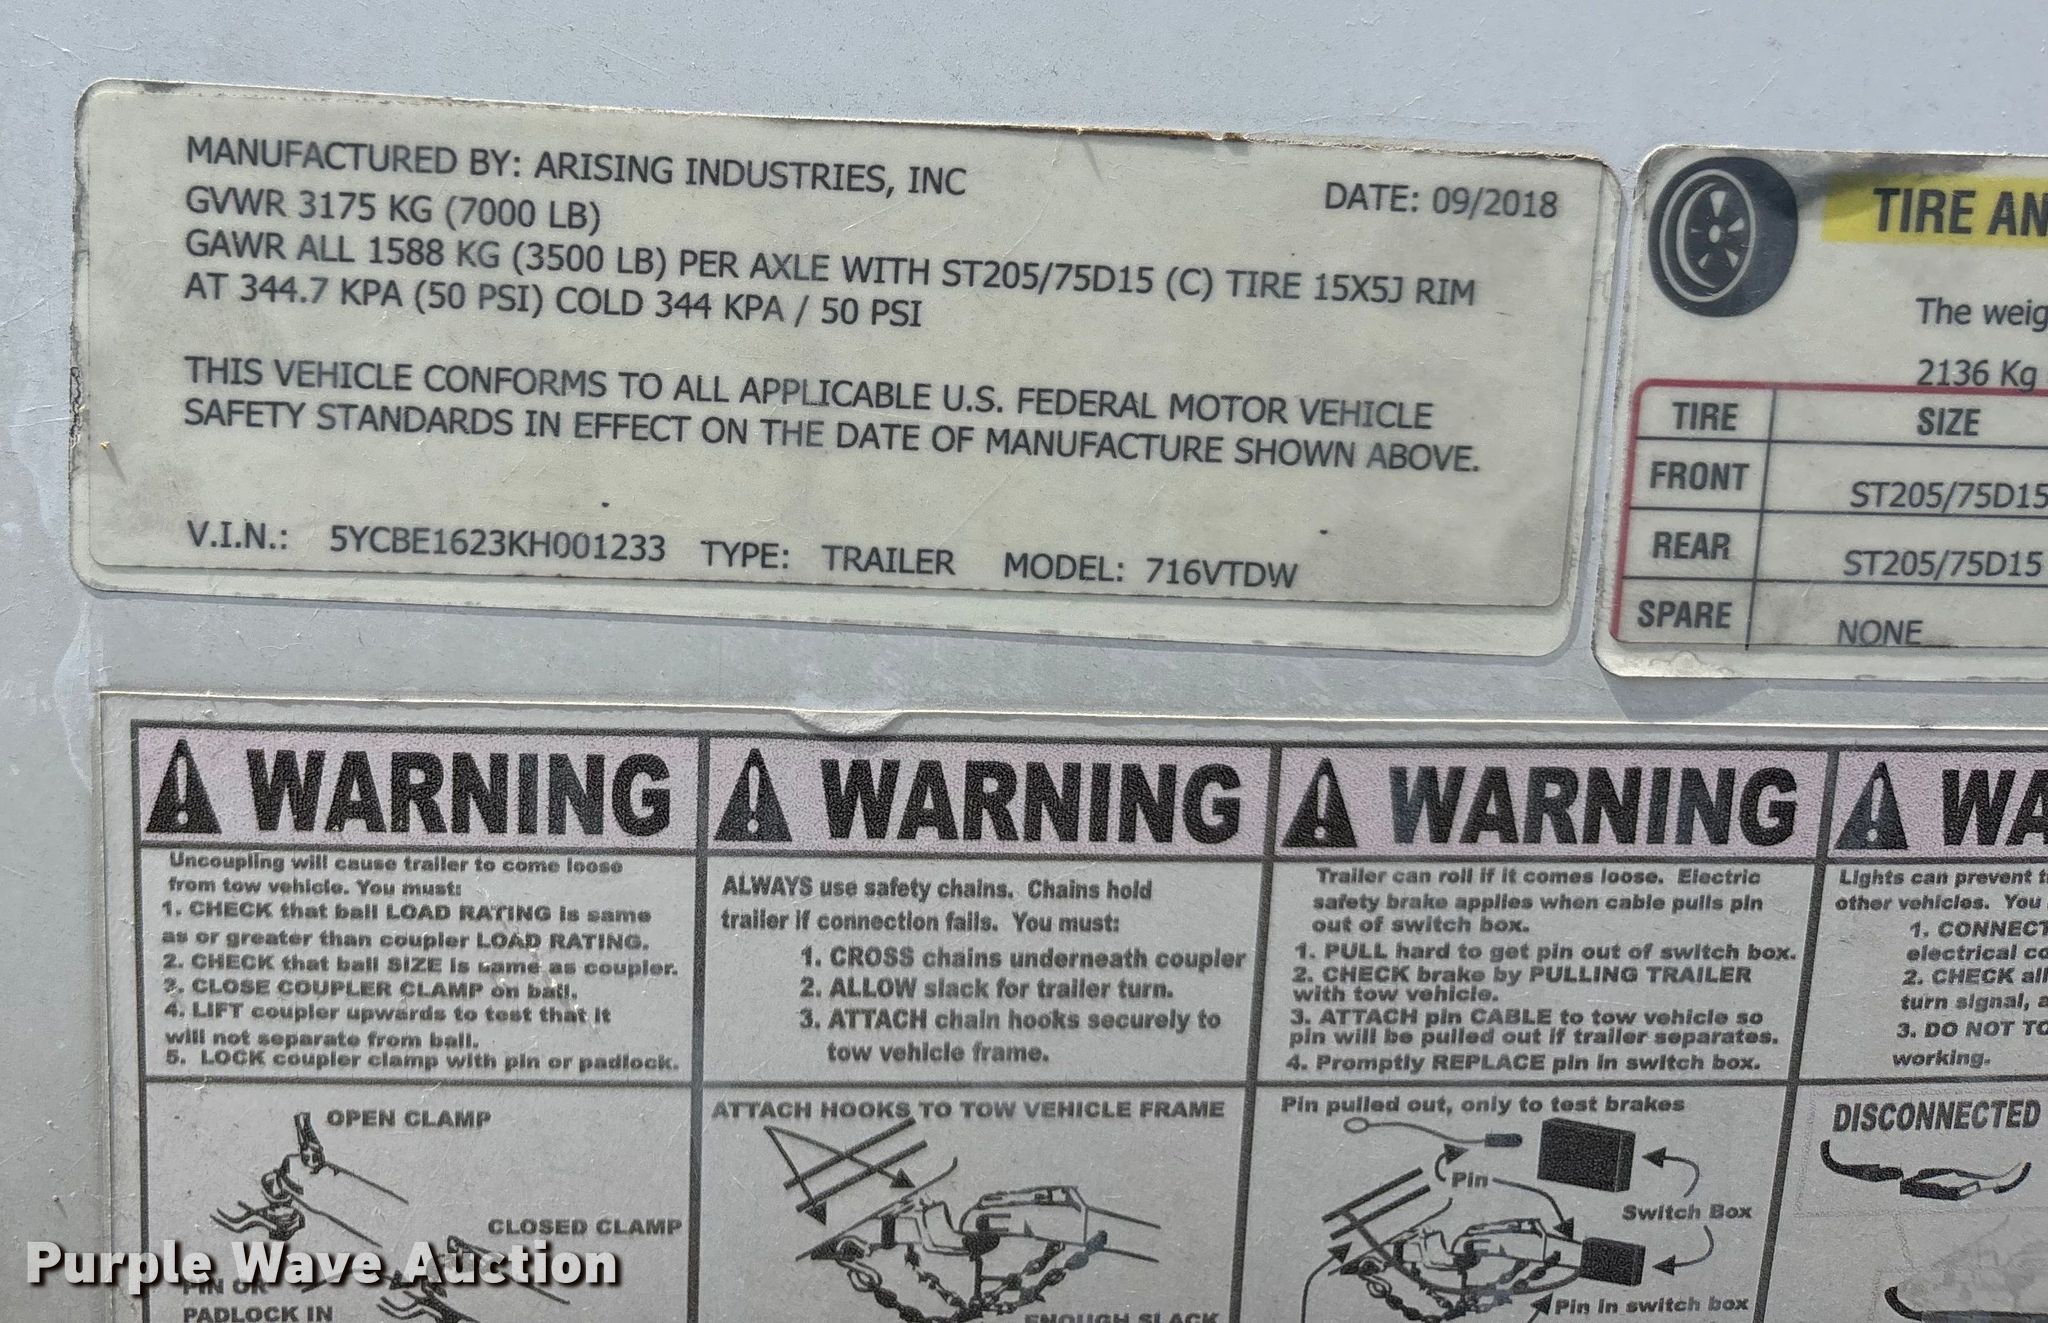 MANUFACTURED BY: ARISING INDUSTRIES, INC
DATE: 09/2018
GVWR 3175 KG (7000 LB)
GAWR ALL 1588 KG (3500 LB) PER AXLE WITH ST205/75D15 (C) TIRE 15X5J RIM
AT 344.7 KPA (50 PSI) COLD 344 KPA / 50 PSI
THIS VEHICLE CONFORMS TO ALL APPLICABLE U.S. FEDERAL MOTOR VEHICLE
SAFETY STANDARDS IN EFFECT ON THE DATE OF MANUFACTURE SHOWN ABOVE.
V.I.N.: 5YCBE1623KH001233 TYPE: TRAILER MODEL: 716VTDW
TIRE AN
The weig
2136 Kg
TIRE SIZE
FRONT ST205/75D15
REAR ST205/75D15
SPARE NONE
WARNING
Uncoupling will cause trailer to come loose
from tow vehicle. You must:
1. CHECK that ball LOAD RATING is same
as or greater than coupler LOAD RATING.
2. CHECK that ball SIZE is same as coupler.
3. CLOSE COUPLER CLAMP on ball.
4. LIFT coupler upwards to test that it
will not separate from ball.
5. LOCK coupler clamp with pin or padlock.
OPEN CLAMP
CLOSED CLAMP
PIN OR
PADLOCK IN
WARNING
ALWAYS use safety chains. Chains hold
trailer if connection fails. You must:
1. CROSS chains underneath coupler
2. ALLOW slack for trailer turn.
3. ATTACH chain hooks securely to
tow vehicle frame.
ATTACH HOOKS TO TOW VEHICLE FRAME
ENOUGH SLACK
WARNING
Trailer can roll if it comes loose. Electric
safety brake applies when cable pulls pin
out of switch box.
1. PULL hard to get pin out of switch box.
2. CHECK brake by PULLING TRAILER
with tow vehicle.
3. ATTACH pin CABLE to tow vehicle so
pin will be pulled out if trailer separates.
4. Promptly REPLACE pin in switch box.
Pin pulled out, only to test brakes
Pin
Switch Box
Pin in switch box
WA
Lights can prevent t
other vehicles. You
1. CONNECT
electrical co
2. CHECK all
turn signal, a
3. DO NOT TO
working.
DISCONNECTED
Purple Wave Auction